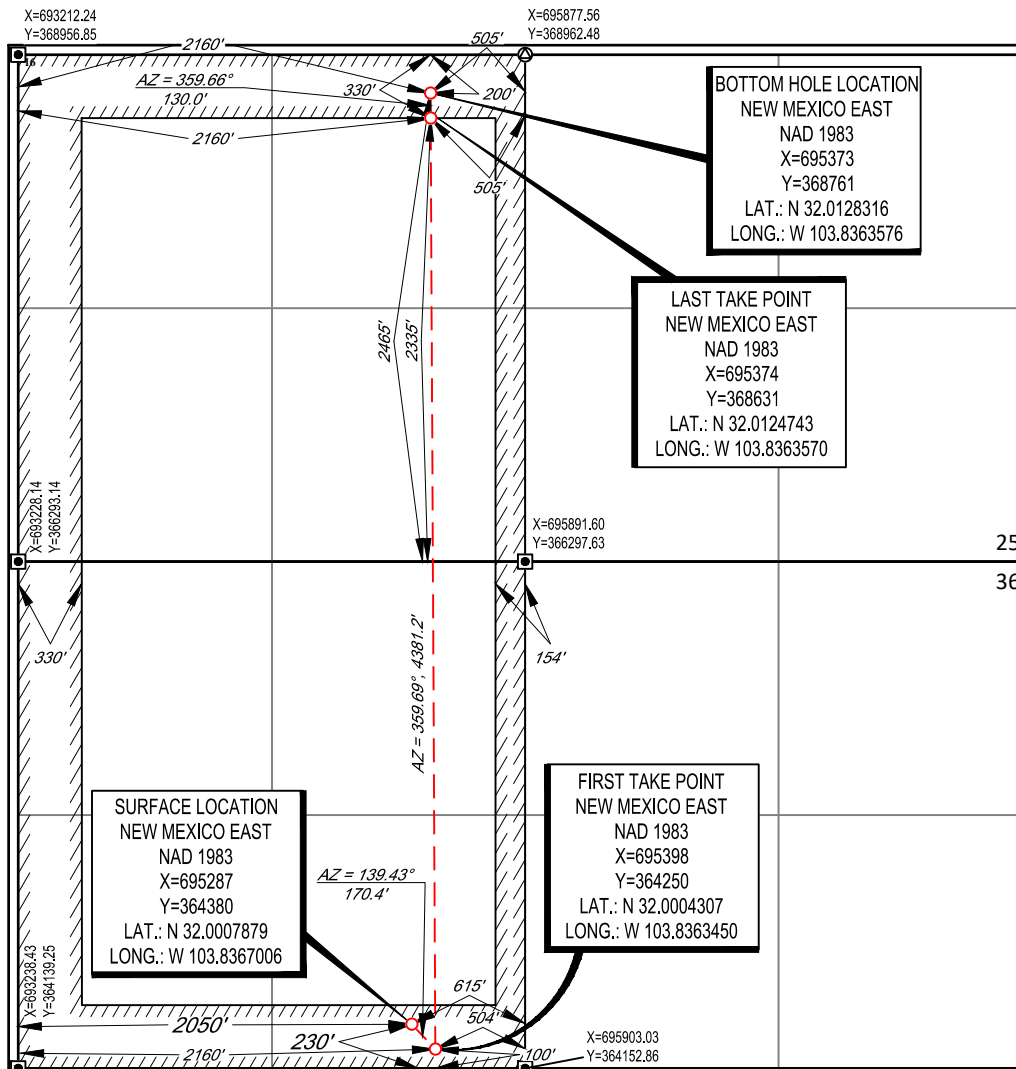 X=693212.24
Y=368956.85
X=695877.56
Y=368962.48
2160'
505'
AZ = 359.66°
130.0'
330'
200'
2160'
505'
BOTTOM HOLE LOCATION
NEW MEXICO EAST
NAD 1983
X=695373
Y=368761
LAT.: N 32.0128316
LONG.: W 103.8363576
LAST TAKE POINT
NEW MEXICO EAST
NAD 1983
X=695374
Y=368631
LAT.: N 32.0124743
LONG.: W 103.8363570
2465'
2335'
X=693228.14
Y=366293.14
X=695891.60
Y=366297.63
25
36
330'
154'
AZ = 359.69°, 4381.2'
SURFACE LOCATION
NEW MEXICO EAST
NAD 1983
X=695287
Y=364380
LAT.: N 32.0007879
LONG.: W 103.8367006
AZ = 139.43°
170.4'
FIRST TAKE POINT
NEW MEXICO EAST
NAD 1983
X=695398
Y=364250
LAT.: N 32.0004307
LONG.: W 103.8363450
X=693238.43
Y=364139.25
615'
2050'
504'
230'
2160'
100'
X=695903.03
Y=364152.86